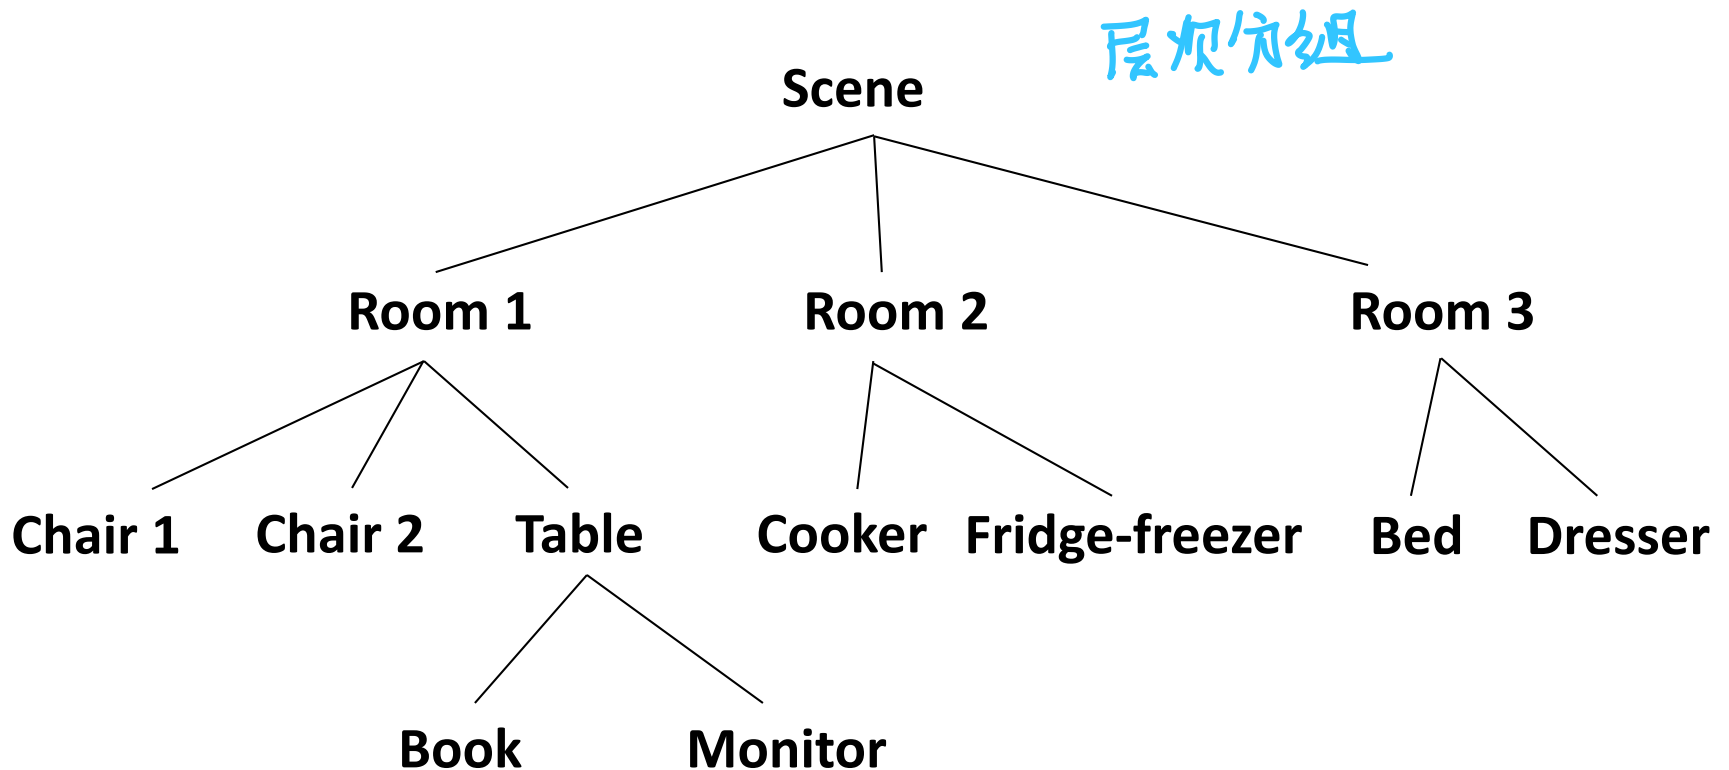 层次分组
Scene
Room 1 Room 2 Room 3
Chair 1 Chair 2 Table Cooker Fridge-freezer Bed Dresser
Book Monitor